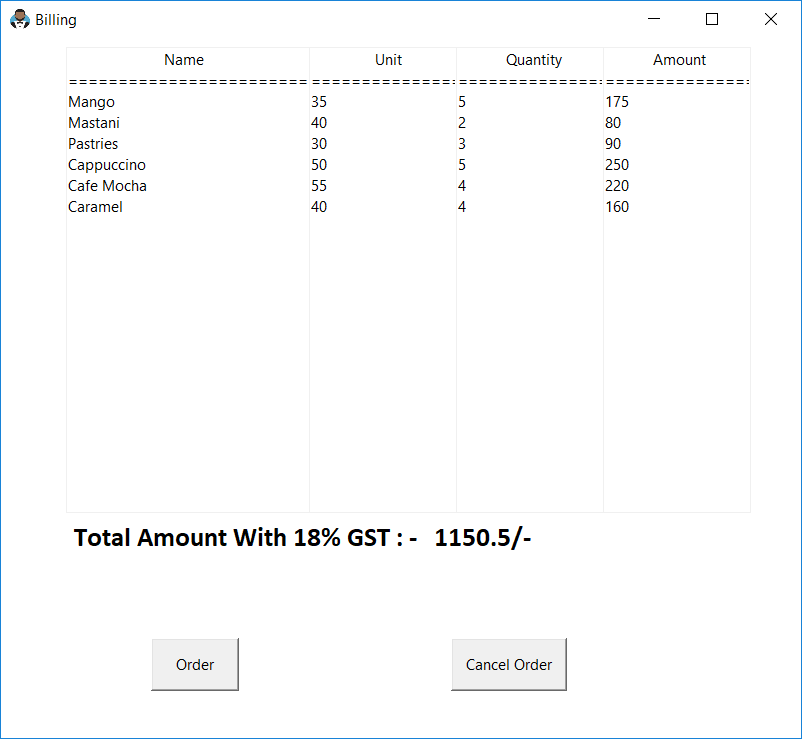 Billing
Name Unit Quantity Amount
======================== ============== ============== ==============
Mango 35 5 175
Mastani 40 2 80
Pastries 30 3 90
Cappuccino 50 5 250
Cafe Mocha 55 4 220
Caramel 40 4 160
Total Amount With 18% GST : - 1150.5/-
Order Cancel Order